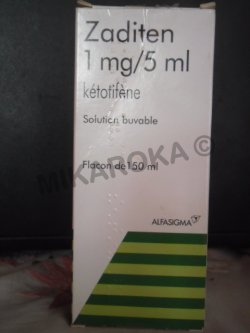 Zaditen
1 mg/5 ml
kétotifène
Solution buvable
Flacon de 150 ml
MIKAROKA ©
ALFASIGMA